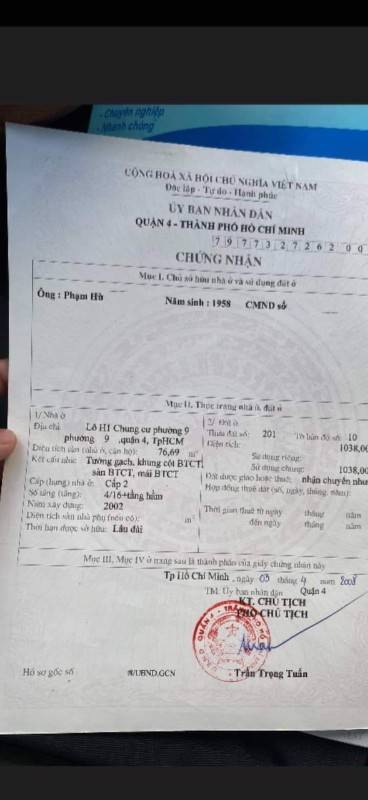 - Chuyên nghiệp
- Nhanh chóng
CỘNG HOÀ XÃ HỘI CHỦ NGHĨA VIỆT NAM
Độc lập - Tự do - Hạnh phúc
ỦY BAN NHÂN DÂN
QUẬN 4 - THÀNH PHỐ HỒ CHÍ MINH
7 9 7 7 3 2 7 2 6 2 0 0
CHỨNG NHẬN
Mục I. Chủ sở hữu nhà ở và sử dụng đất ở
Ông : Phạm Hừ Năm sinh : 1958 CMND số
Mục II. Thực trạng nhà ở, đất ở
1/ Nhà ở
2/ Đất ở
Địa chỉ Lô H1 Chung cư phường 9
phường 9 ,quận 4, TpHCM
Thửa đất số: 201 Tờ bản đồ số: 10
Diện tích: 1038,00
Diện tích sàn (nhà ở, căn hộ): 76,69 m²
Sử dụng riêng:
Kết cấu nhà: Tường gạch, khung cột BTCT,
sàn BTCT, mái BTCT
Sử dụng chung: 1038,00
Đất được giao hoặc thuê: nhận chuyển như
Cấp (hạng) nhà ở: Cấp 2
Hợp đồng thuê đất (số, ngày, tháng, năm):
Số tầng (tầng): 4/16+tầng hầm
Năm xây dựng: 2002
Thời gian thuê từ ngày tháng năm
Diện tích sàn nhà phụ (nếu có): m²
đến ngày tháng năm
Thời hạn được sở hữu: Lâu dài
Mục III, Mục IV ở trang sau là thành phần của giấy chứng nhận này
Tp Hồ Chí Minh , ngày 03 tháng 4 năm 2008
TM. Ủy ban nhân dân Quận 4
KT. CHỦ TỊCH
PHÓ CHỦ TỊCH
Hồ sơ gốc số /UBND.GCN
Trần Trọng Tuấn